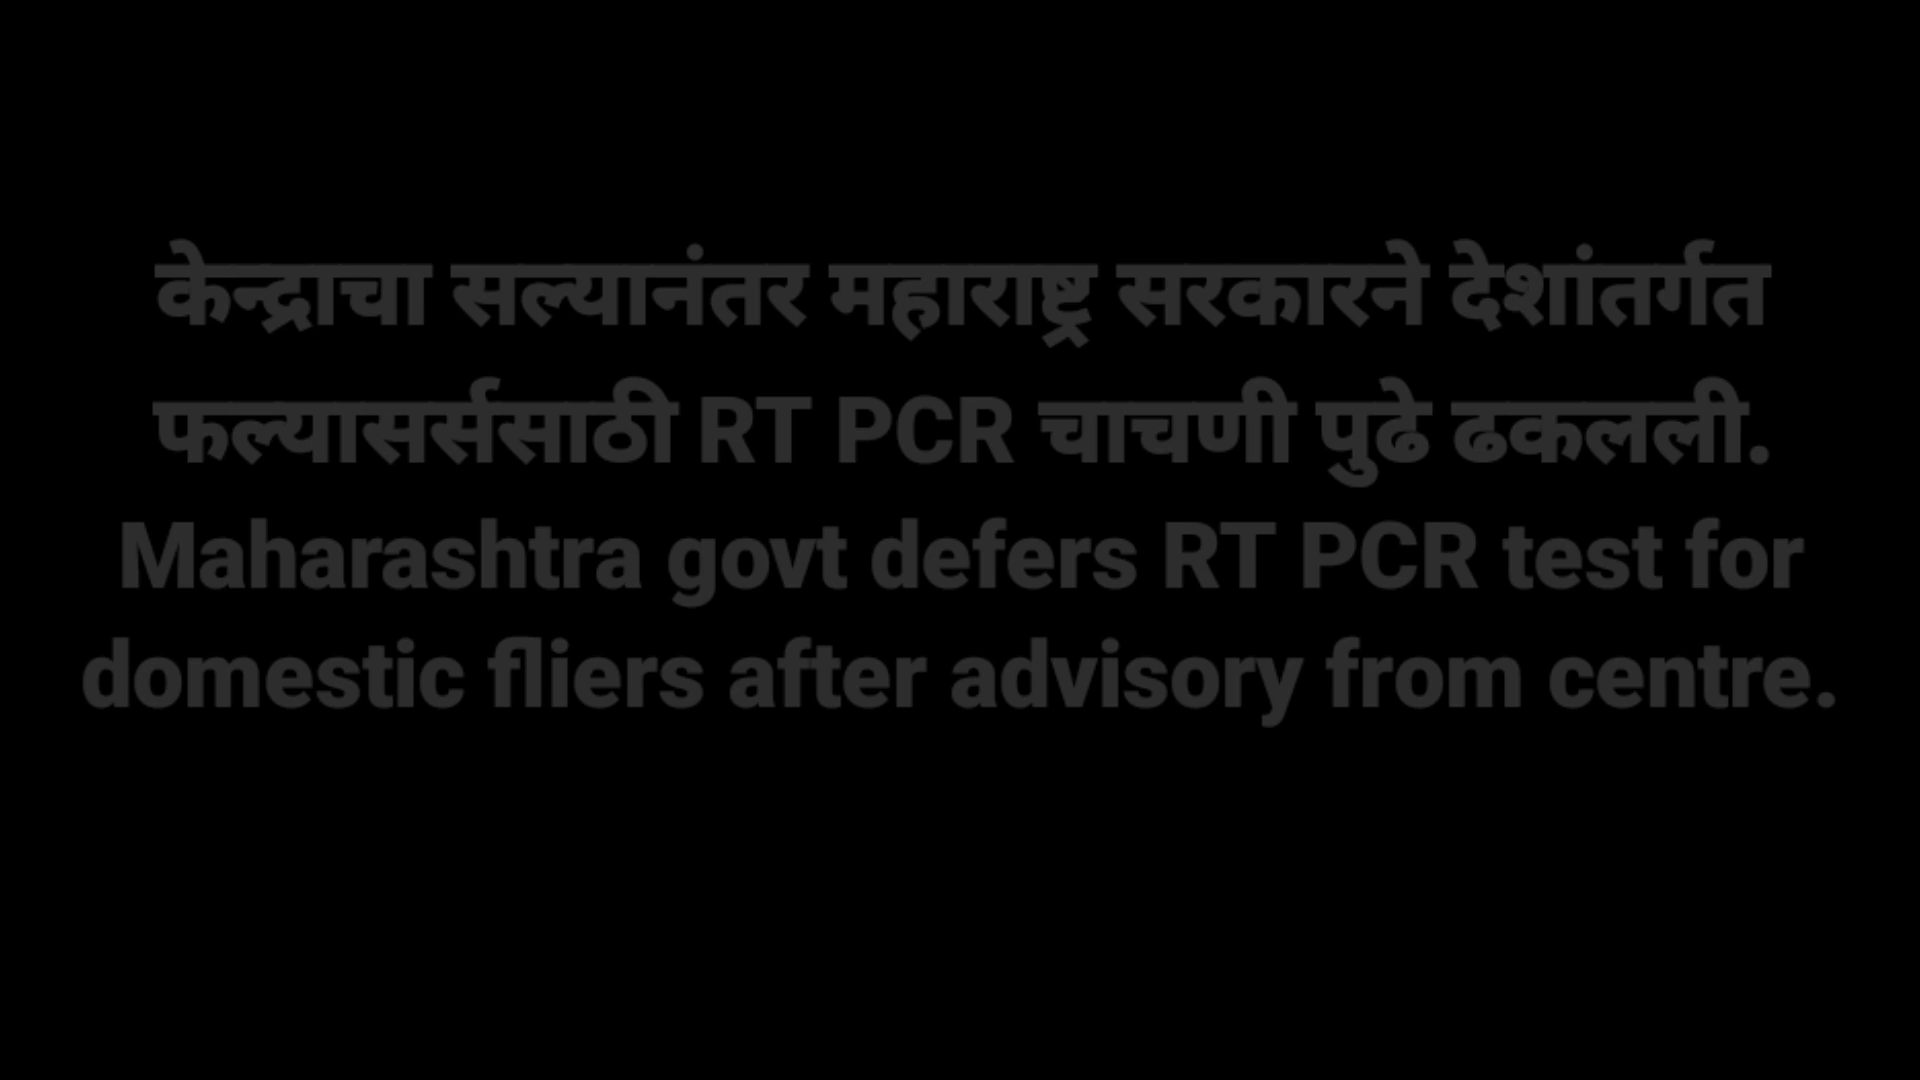 केन्द्राचा सल्यानंतर महाराष्ट्र सरकारने देशांतर्गत
फल्यासर्ससाठी RT PCR चाचणी पुढे ढकलली.
Maharashtra govt defers RT PCR test for
domestic fliers after advisory from centre.